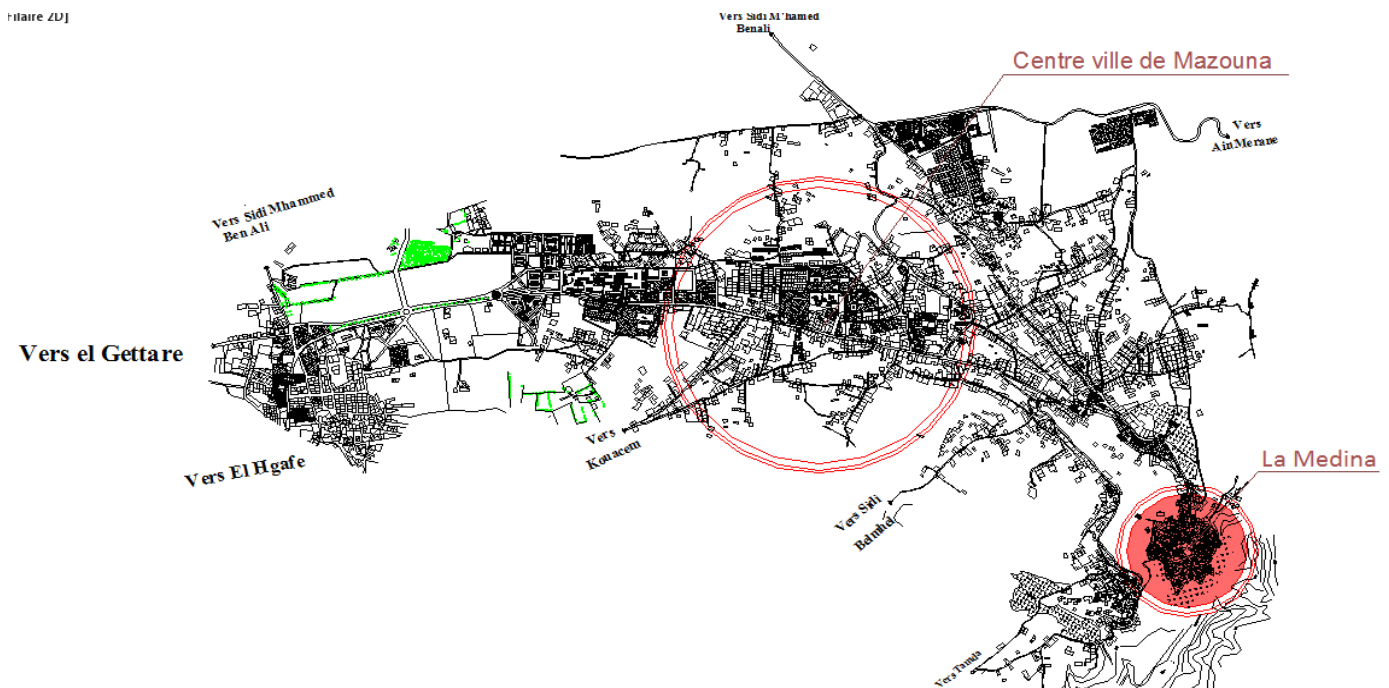 Filaire 2D]
Vers Sidi M'hamed
Benali
Centre ville de Mazouna
Vers
Ain Merane
Vers Sidi Mhammed
Ben Ali
Vers el Gettare
Vers
Kouacem
Vers El Hgafe
La Medina
Vers Sidi
Vers Tamda